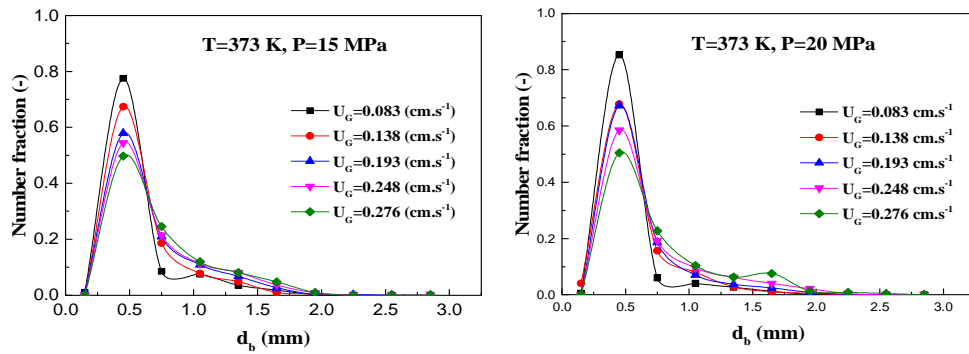 T=373 K, P=15 MPa
Number fraction (-)
1.0
0.8
0.6
0.4
0.2
0.0
U_G=0.083 (cm.s⁻¹)
U_G=0.138 (cm.s⁻¹)
U_G=0.193 (cm.s⁻¹)
U_G=0.248 (cm.s⁻¹)
U_G=0.276 (cm.s⁻¹)
0.0 0.5 1.0 1.5 2.0 2.5 3.0
d_b (mm)
T=373 K, P=20 MPa
Number fraction (-)
1.0
0.8
0.6
0.4
0.2
0.0
U_G=0.083 cm.s⁻¹
U_G=0.138 cm.s⁻¹
U_G=0.193 cm.s⁻¹
U_G=0.248 cm.s⁻¹
U_G=0.276 cm.s⁻¹
0.0 0.5 1.0 1.5 2.0 2.5 3.0
d_b (mm)